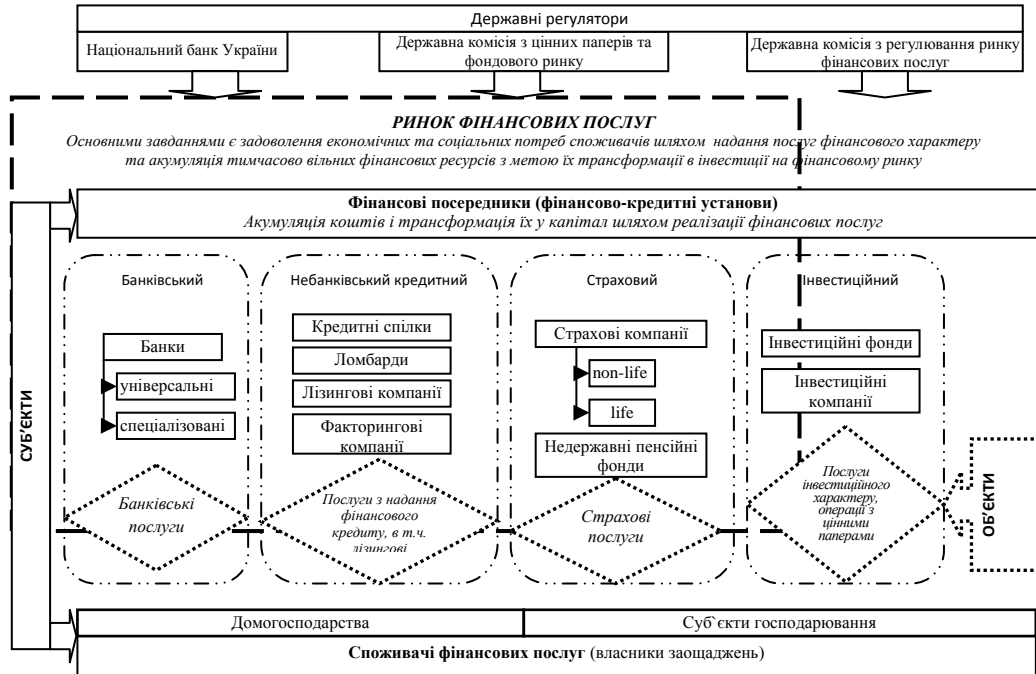 Державні регулятори
Національний банк України
Державна комісія з цінних паперів та
фондового ринку
Державна комісія з регулювання ринку
фінансових послуг
РИНОК ФІНАНСОВИХ ПОСЛУГ
Основними завданнями є задоволення економічних та соціальних потреб споживачів шляхом надання послуг фінансового характеру
та акумуляція тимчасово вільних фінансових ресурсів з метою їх трансформації в інвестиції на фінансовому ринку
Фінансові посередники (фінансово-кредитні установи)
Акумуляція коштів і трансформація їх у капітал шляхом реалізації фінансових послуг
СУБ'ЄКТИ
Банківський
Банки
універсальні
спеціалізовані
Банківські
послуги
Небанківський кредитний
Кредитні спілки
Ломбарди
Лізингові компанії
Факторингові
компанії
Послуги з надання
фінансового
кредиту, в т.ч.
лізингові
Страховий
Страхові компанії
non-life
life
Недержавні пенсійні
фонди
Страхові
послуги
Інвестиційний
Інвестиційні фонди
Інвестиційні
компанії
Послуги
інвестиційного
характеру,
операції з
цінними
паперами
ОБ'ЄКТИ
Домогосподарства
Суб`єкти господарювання
Споживачі фінансових послуг (власники заощаджень)